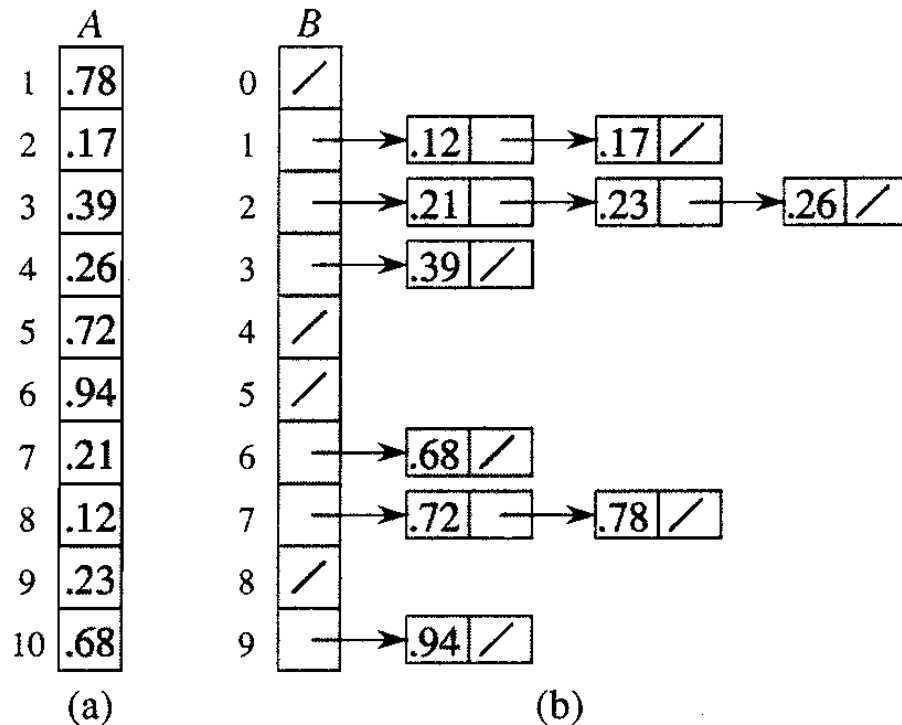 A B
1 .78 0
2 .17 1 .12 .17
3 .39 2 .21 .23 .26
4 .26 3 .39
5 .72 4
6 .94 5
7 .21 6 .68
8 .12 7 .72 .78
9 .23 8
10 .68 9 .94
(a) (b)